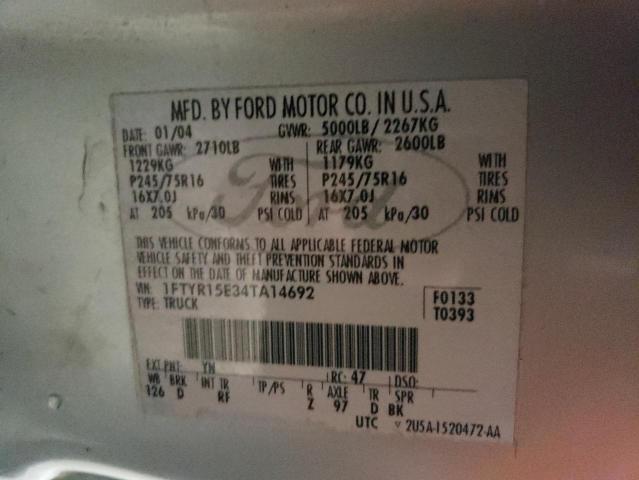 MFD. BY FORD MOTOR CO. IN U.S.A.
DATE: 01/04 GVWR: 5000LB/ 2267KG
FRONT GAWR: 2710LB REAR GAWR: 2600LB
1229KG WITH 1179KG WITH
P245/75R16 TIRES P245/75R16 TIRES
16X7.0J RIMS 16X7.0J RIMS
AT 205 kPa/30 PSI COLD AT 205 kPa/30 PSI COLD
Ford
THIS VEHICLE CONFORMS TO ALL APPLICABLE FEDERAL MOTOR
VEHICLE SAFETY AND THEFT PREVENTION STANDARDS IN
EFFECT ON THE DATE OF MANUFACTURE SHOWN ABOVE.
VIN: 1FTYR15E34TA14692 F0133
TYPE: TRUCK T0393
EXT PNT: YN RC: 47 DSO:
WB BRK INT TR TP/PS R AXLE TR SPR
126 D RF Z 97 D BK
UTC 2U5A-1520472-AA